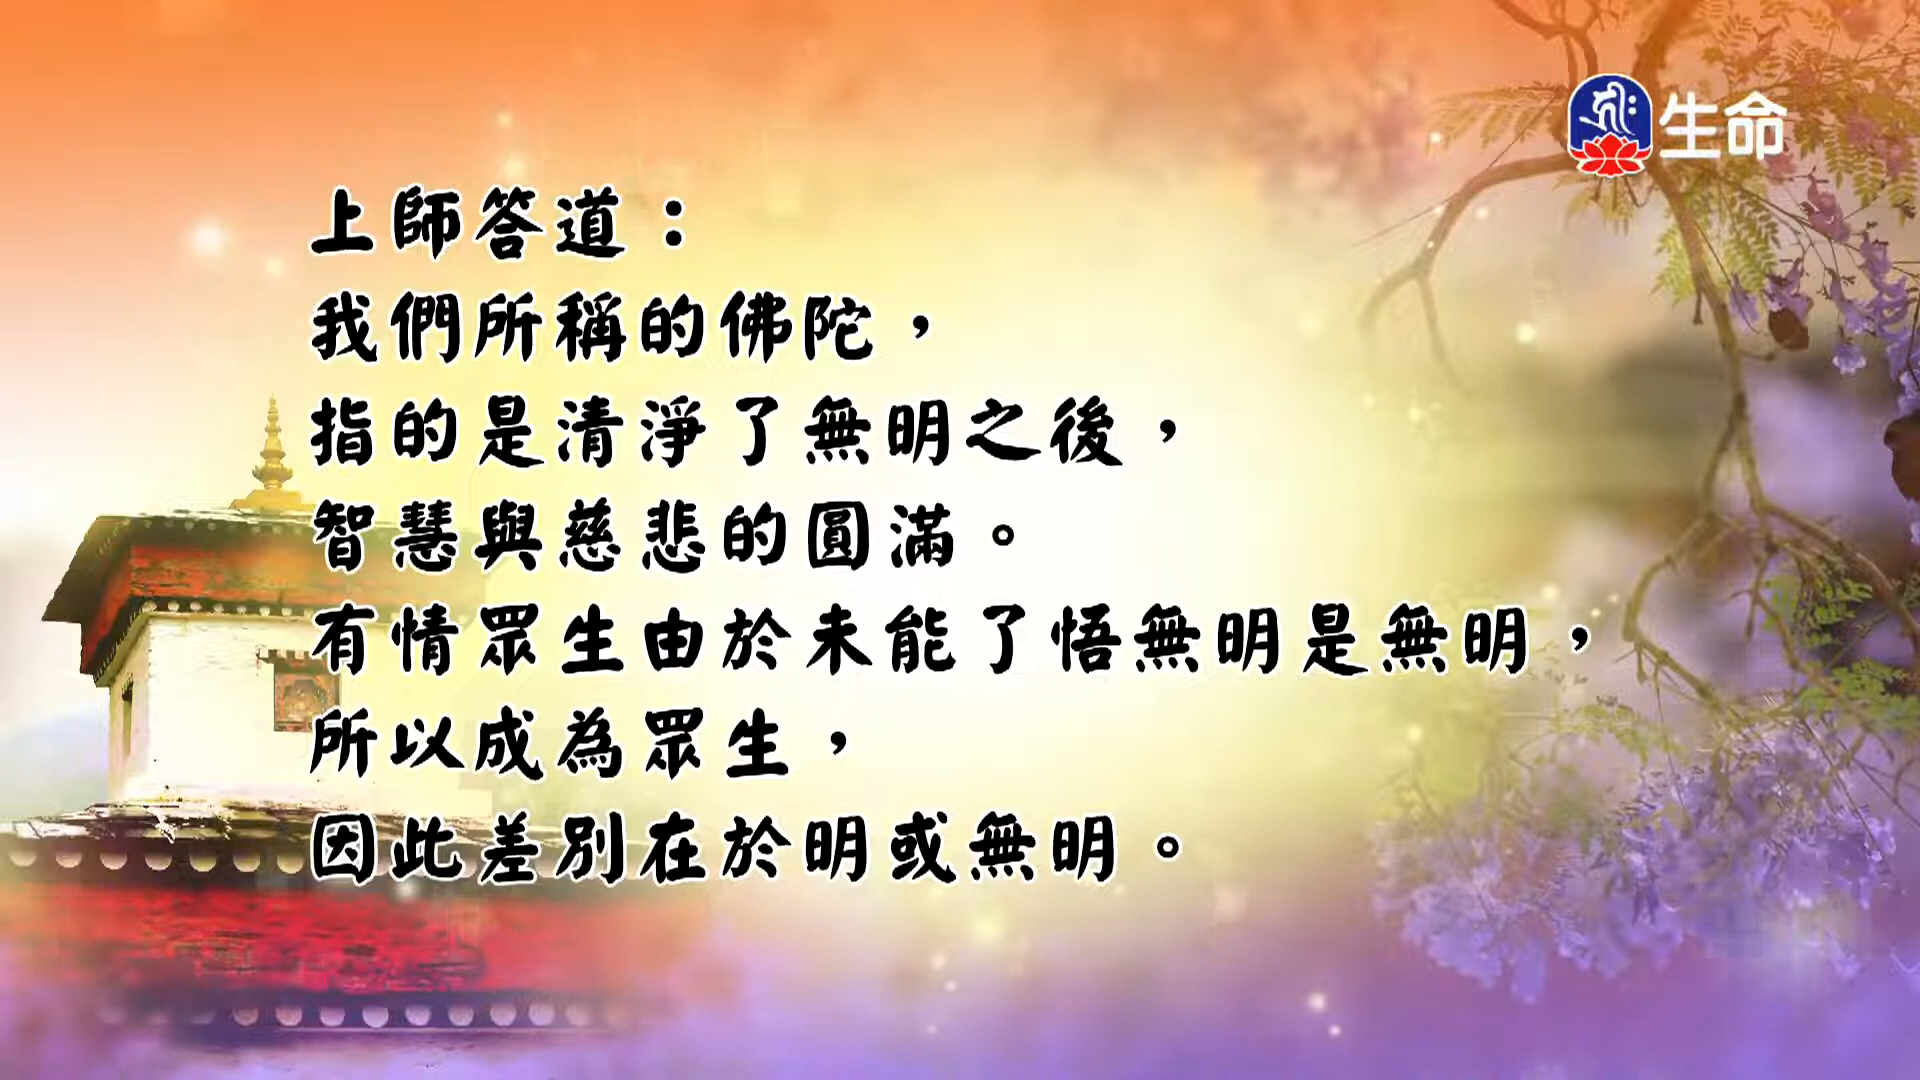 生命
上師答道：
我們所稱的佛陀，
指的是清淨了無明之後，
智慧與慈悲的圓滿。
有情眾生由於未能了悟無明是無明，
所以成為眾生，
因此差別在於明或無明。